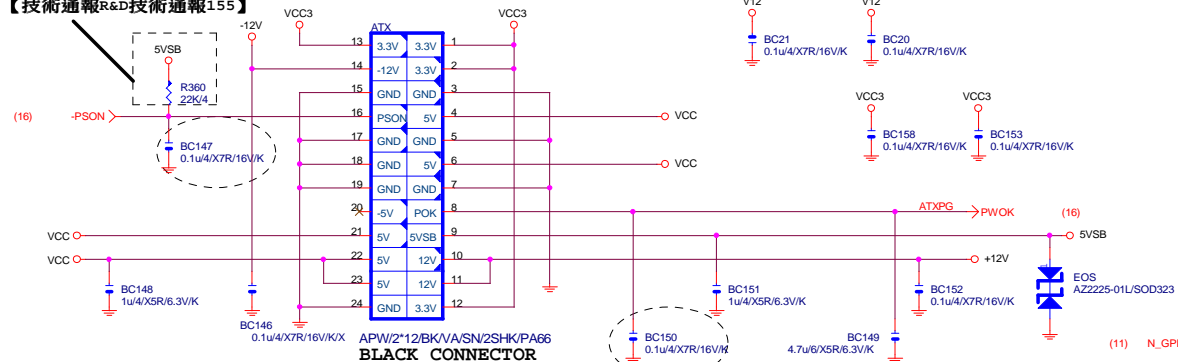 【技術通報R&D技術通報155】
-12V
VCC3
ATX
VCC3
V12
V12
BC21
0.1u/4/X7R/16V/K
BC20
0.1u/4/X7R/16V/K
5VSB
R360
22K/4
13 3.3V 3.3V 1
14 -12V 3.3V 2
15 GND GND 3
16 PSON 5V 4
17 GND GND 5
18 GND 5V 6
19 GND GND 7
20 -5V POK 8
21 5V 5VSB 9
22 5V 12V 10
23 5V 12V 11
24 GND 3.3V 12
(16) -PSON
VCC
VCC
BC147
0.1u/4/X7R/16V/K
VCC3
VCC3
BC158
0.1u/4/X7R/16V/K
BC153
0.1u/4/X7R/16V/K
ATXPG
PWOK
(16)
VCC
VCC
5VSB
+12V
BC148
1u/4/X5R/6.3V/K
BC146
0.1u/4/X7R/16V/K/X
BC151
1u/4/X5R/6.3V/K
BC152
0.1u/4/X7R/16V/K
EOS
AZ2225-01L/SOD323
APW/2*12/BK/VA/SN/2SHK/PA66
BLACK CONNECTOR
BC150
0.1u/4/X7R/16V/K
BC149
4.7u/6/X5R/6.3V/K
(11)